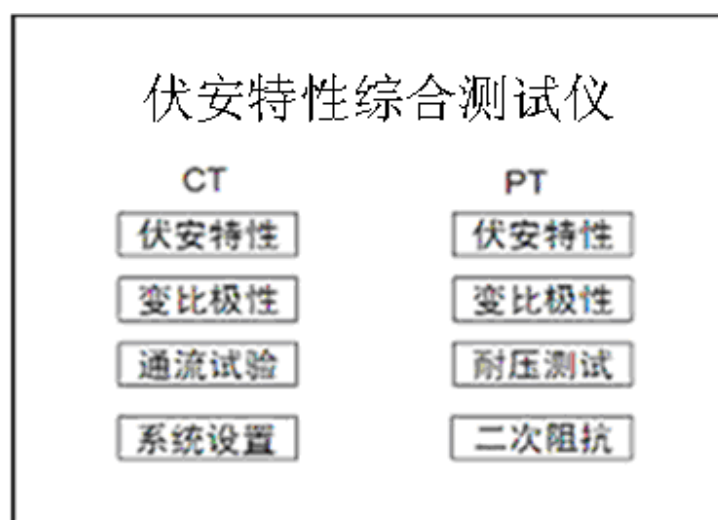 伏安特性综合测试仪
CT PT
伏安特性 伏安特性
变比极性 变比极性
通流试验 耐压测试
系统设置 二次阻抗